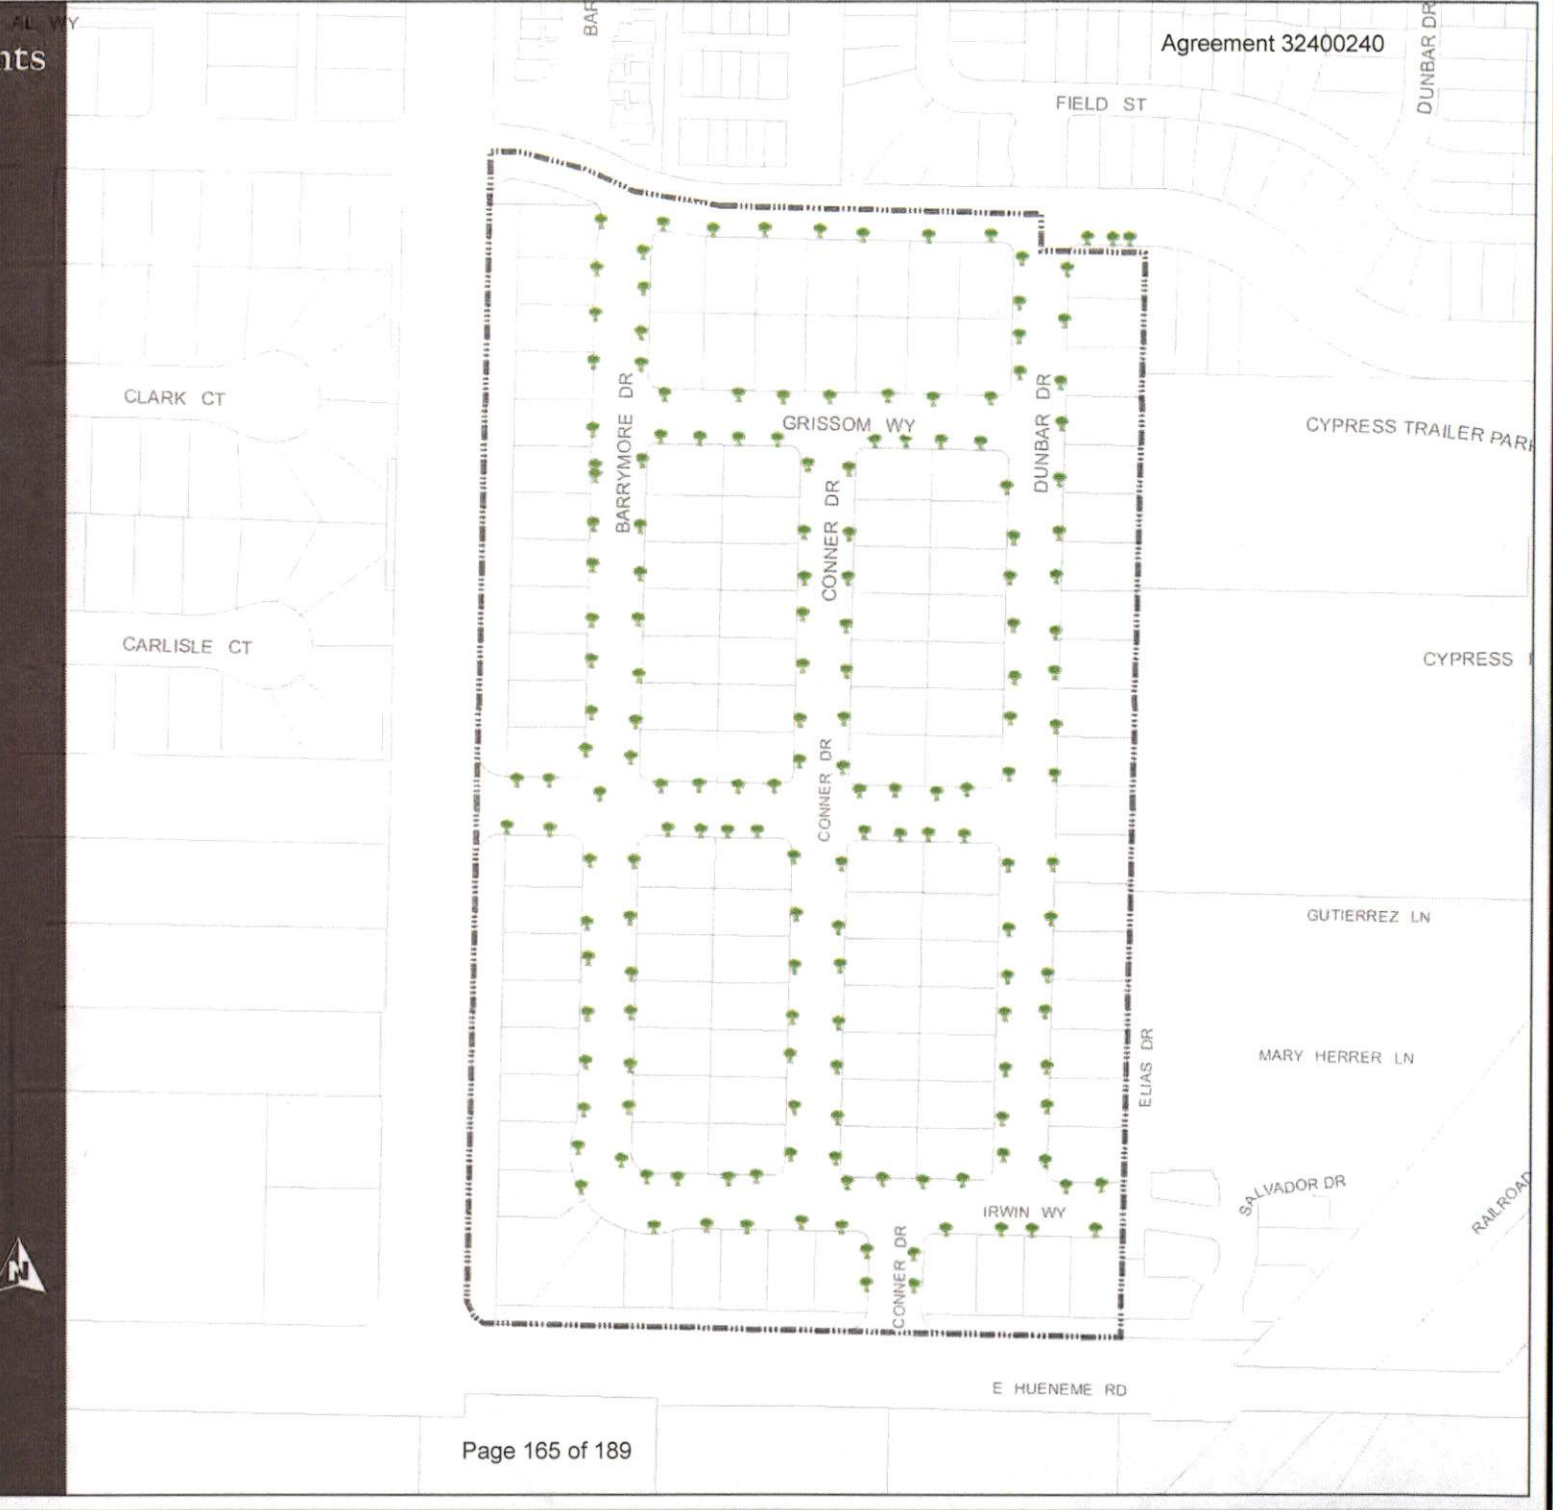 AL WY
nts
BAR
Agreement 32400240
DUNBAR DR
FIELD ST
CLARK CT
BARRYMORE DR
GRISSOM WY
DUNBAR DR
CYPRESS TRAILER PAR
CONNER DR
CARLISLE CT
CYPRESS
CONNER DR
GUTIERREZ LN
ELIAS DR
MARY HERRER LN
SALVADOR DR
RAILROAD
IRWIN WY
CONNER DR
N
E HUENEME RD
Page 165 of 189